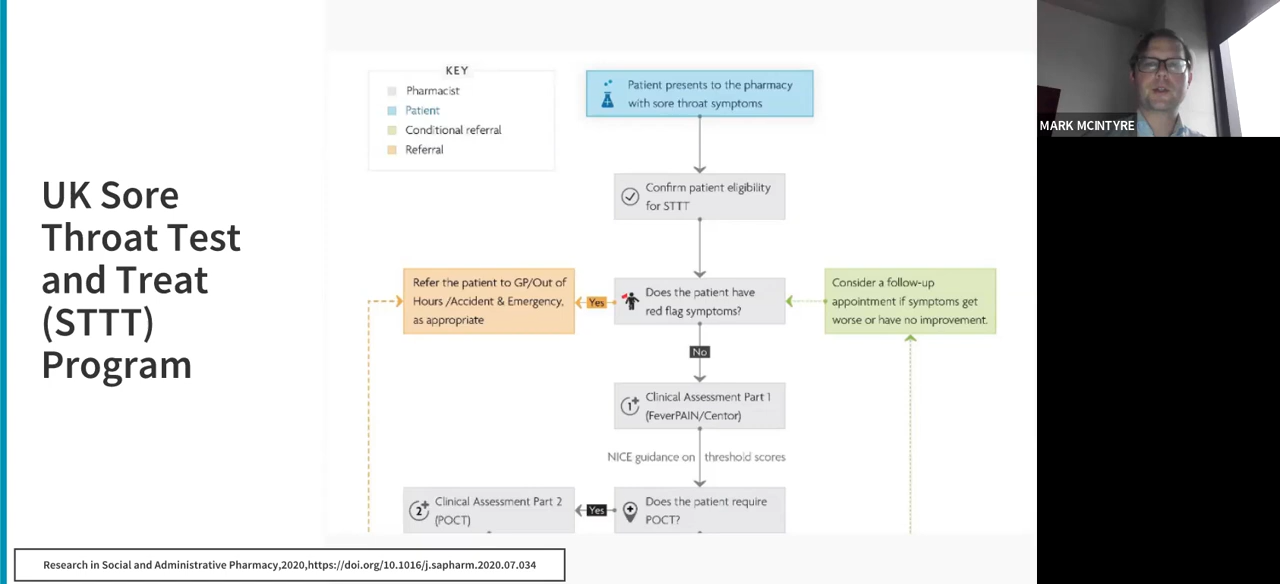 UK Sore
Throat Test
and Treat
(STTT)
Program
KEY
Pharmacist
Patient
Conditional referral
Referral
Patient presents to the pharmacy
with sore throat symptoms
Confirm patient eligibility
for STTT
Refer the patient to GP/Out of
Hours /Accident & Emergency,
as appropriate
Yes
Does the patient have
red flag symptoms?
Consider a follow-up
appointment if symptoms get
worse or have no improvement.
No
1+
Clinical Assessment Part 1
(FeverPAIN/Centor)
NICE guidance on threshold scores
2+
Clinical Assessment Part 2
(POCT)
Yes
Does the patient require
POCT?
Research in Social and Administrative Pharmacy,2020,https://doi.org/10.1016/j.sapharm.2020.07.034
MARK MCINTYRE